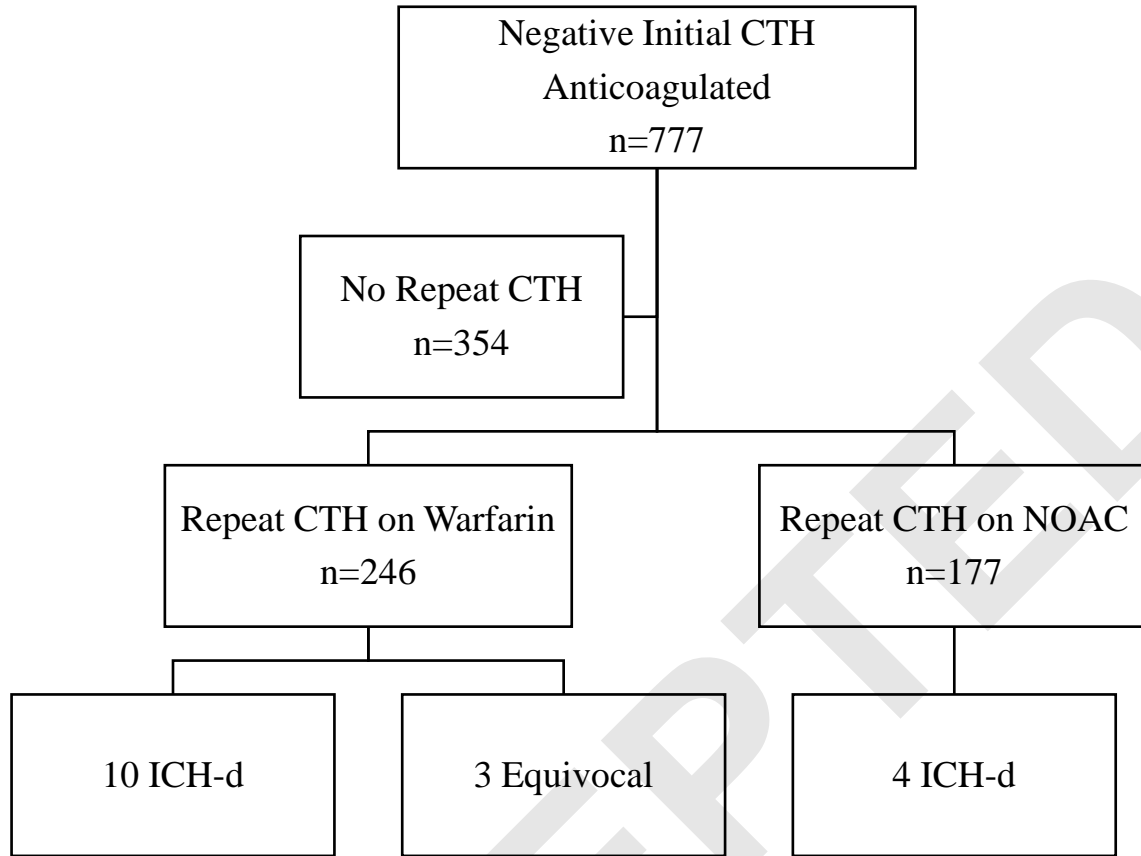 Negative Initial CTH
Anticoagulated
n=777
No Repeat CTH
n=354
Repeat CTH on Warfarin
n=246
Repeat CTH on NOAC
n=177
10 ICH-d
3 Equivocal
4 ICH-d
PTED